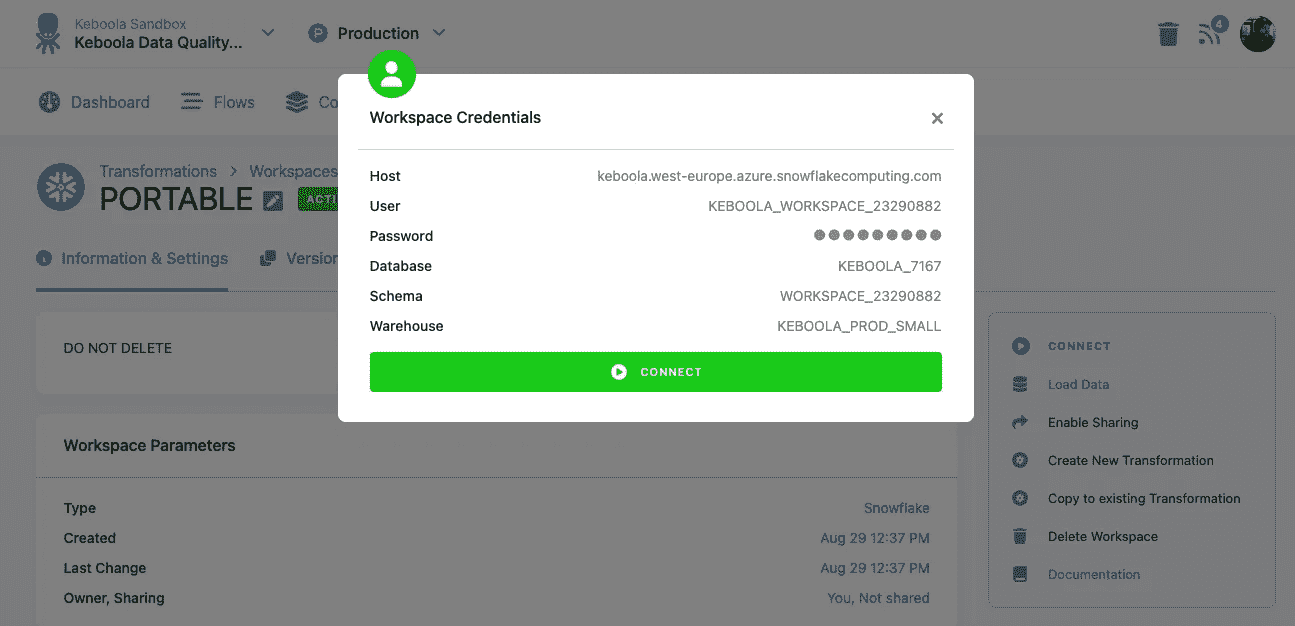 Keboola Sandbox
Keboola Data Quality...
P Production
4
Dashboard
Flows
Co
Workspace Credentials
Host keboola.west-europe.azure.snowflakecomputing.com
User KEBOOLA_WORKSPACE_23290882
Password
Database KEBOOLA_7167
Schema WORKSPACE_23290882
Warehouse KEBOOLA_PROD_SMALL
CONNECT
Transformations > Workspaces
PORTABLE ACTI
Information & Settings
Version
DO NOT DELETE
Workspace Parameters
Type Snowflake
Created Aug 29 12:37 PM
Last Change Aug 29 12:37 PM
Owner, Sharing You, Not shared
CONNECT
Load Data
Enable Sharing
Create New Transformation
Copy to existing Transformation
Delete Workspace
Documentation